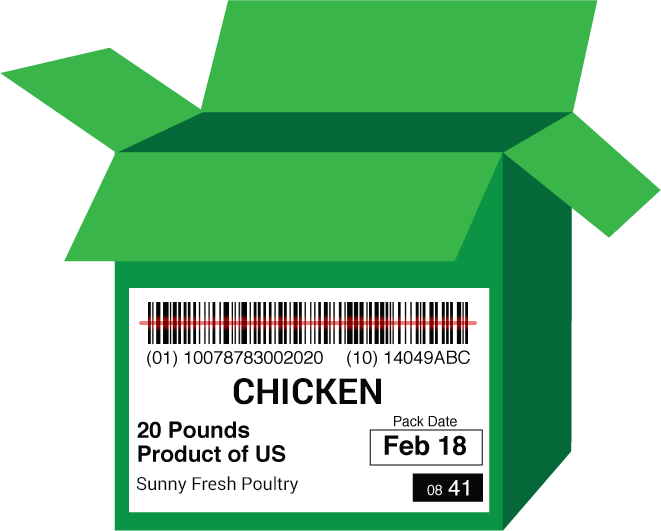 (01) 10078783002020 (10) 14049ABC
CHICKEN
20 Pounds
Product of US
Sunny Fresh Poultry
Pack Date
Feb 18
08 41